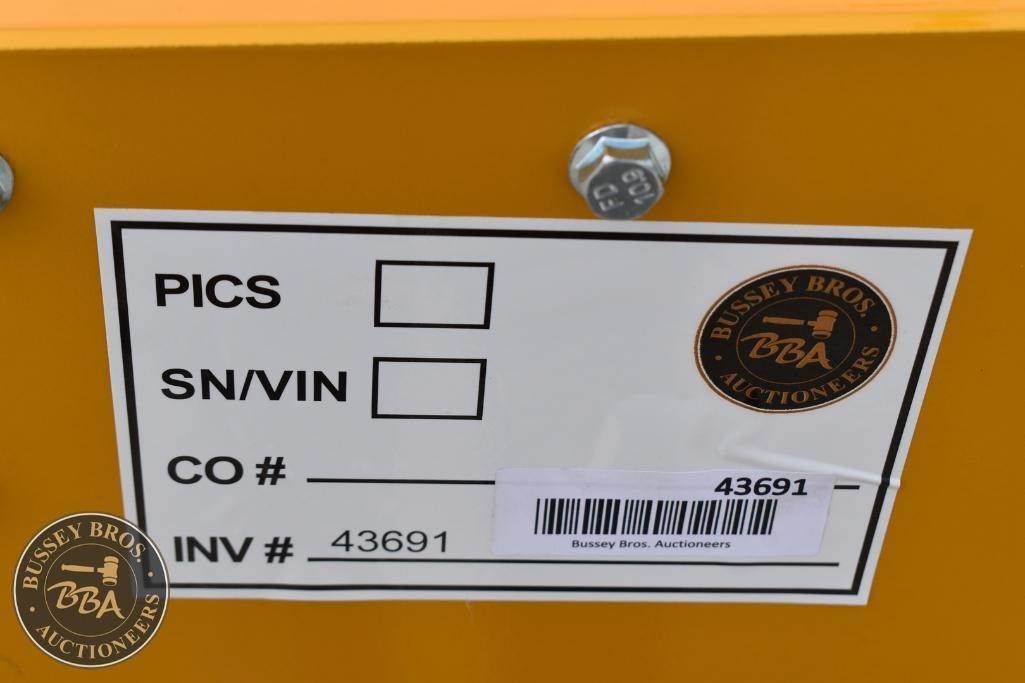 FD
10.8
PICS
BUSSEY BROS.
BBA
AUCTIONEERS
SN/VIN
CO #
43691
INV # 43691
Bussey Bros. Auctioneers
BUSSEY BROS.
BBA
AUCTIONEERS